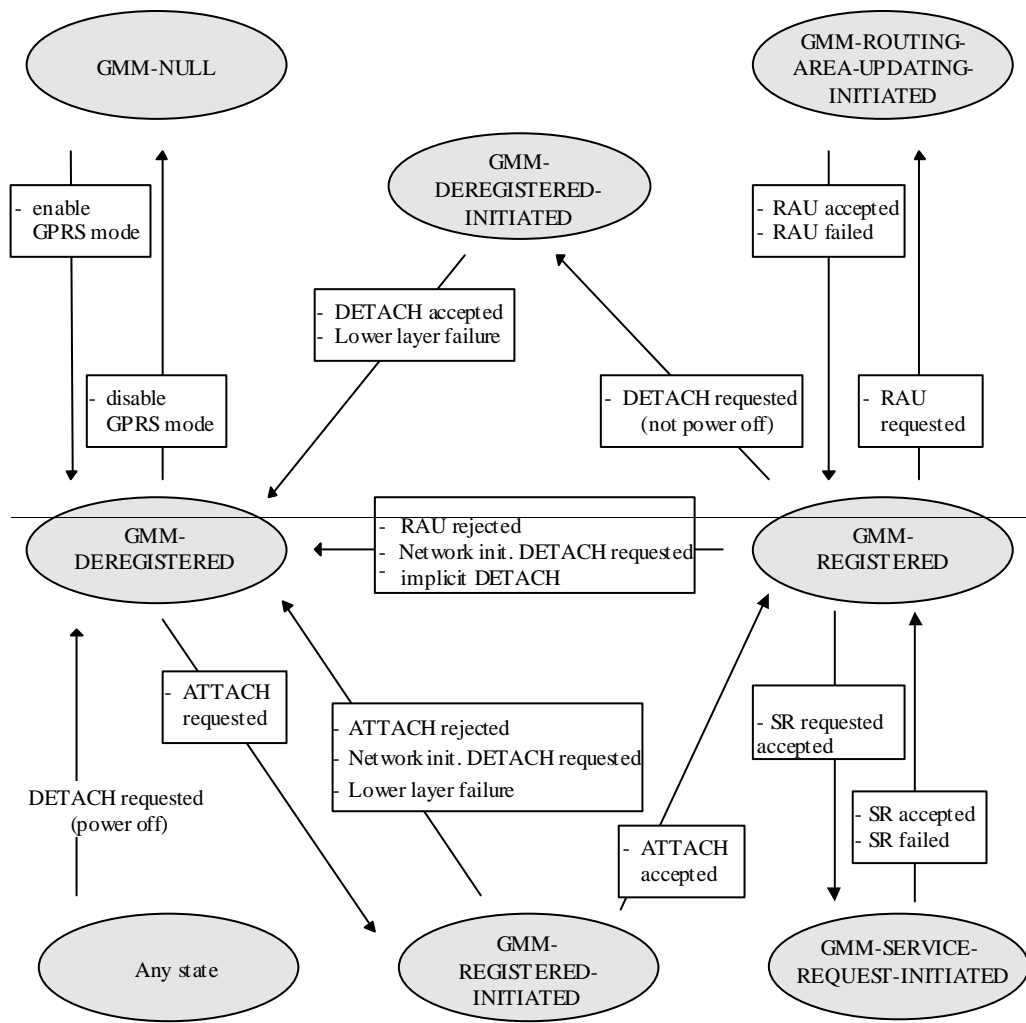 GMM-NULL
GMM-ROUTING-
AREA-UPDATING-
INITIATED
GMM-
DEREGISTERED-
INITIATED
- enable
GPRS mode
- RAU accepted
- RAU failed
- DETACH accepted
- Lower layer failure
- disable
GPRS mode
- DETACH requested
(not power off)
- RAU
requested
GMM-
DEREGISTERED
- RAU rejected
- Network init. DETACH requested
- implicit DETACH
GMM-
REGISTERED
- ATTACH
requested
- ATTACH rejected
- Network init. DETACH requested
- Lower layer failure
- SR requested
accepted
DETACH requested
(power off)
- ATTACH
accepted
- SR accepted
- SR failed
Any state
GMM-
REGISTERED-
INITIATED
GMM-SERVICE-
REQUEST-INITIATED